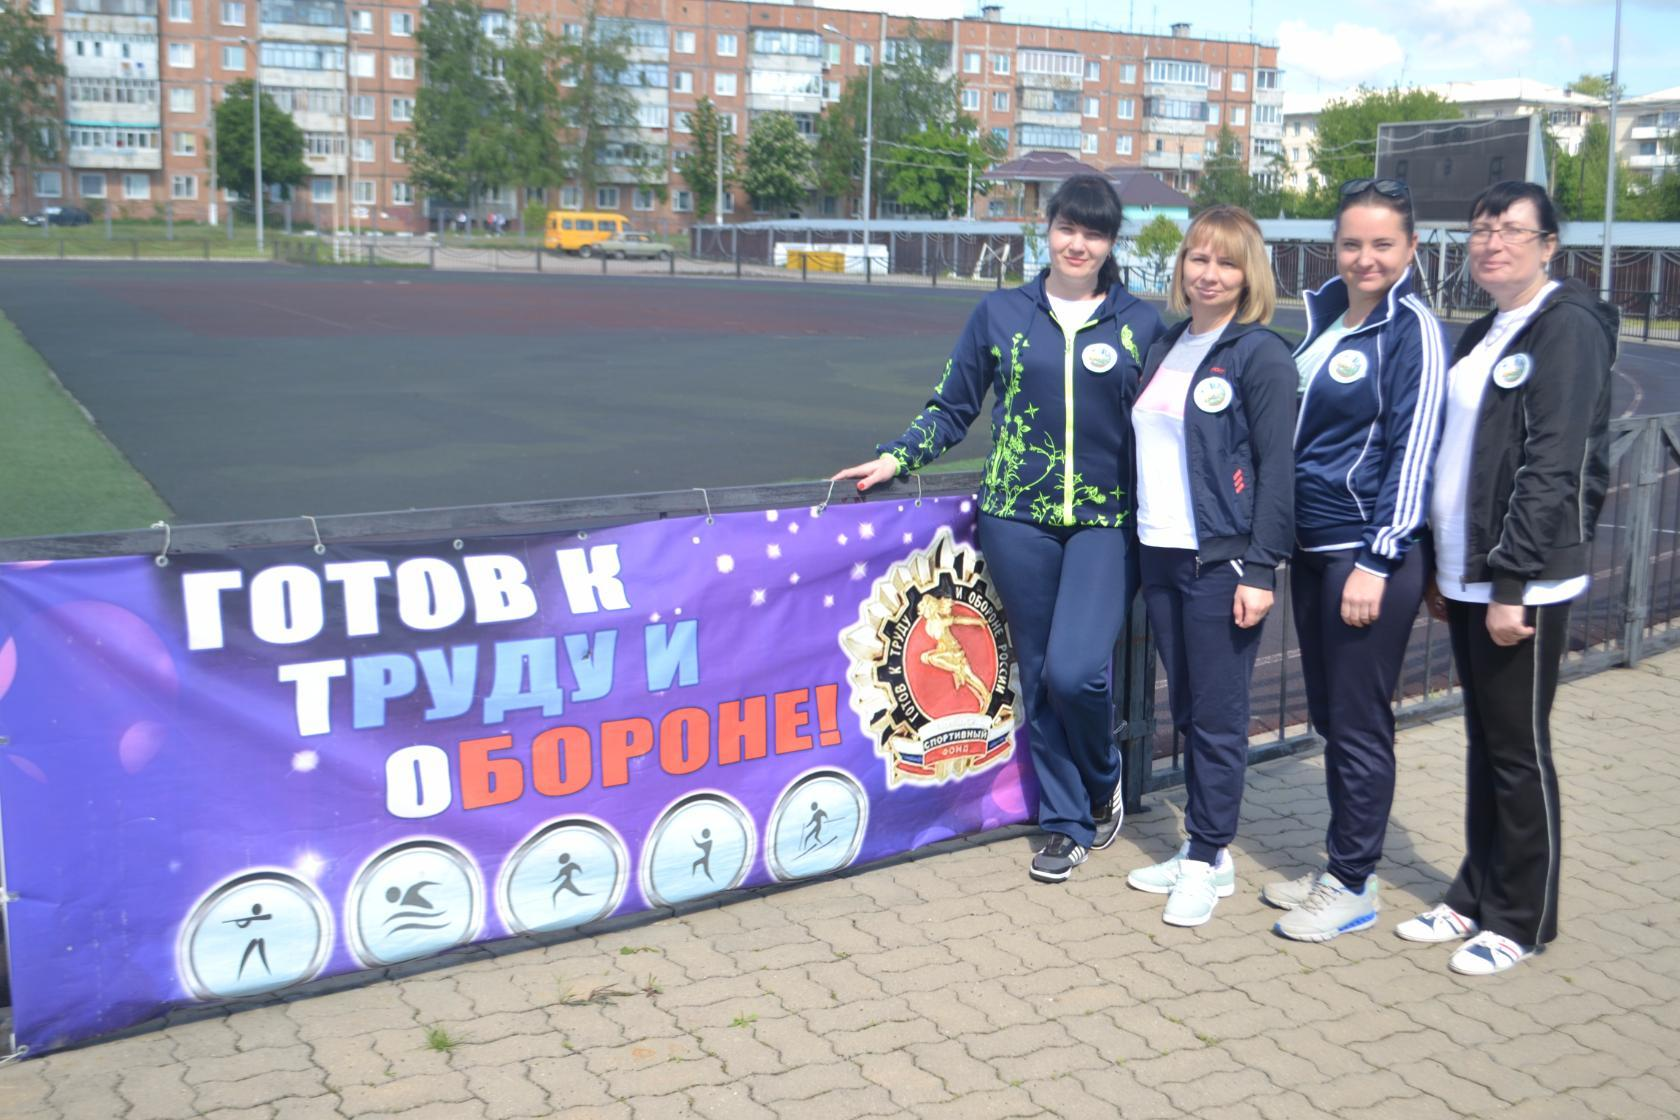 ГОТОВ К
ТРУДУ И
ОБОРОНЕ!
ГОТОВ К ТРУДУ И ОБОРОНЕ РОССИИ
СПОРТИВНЫЙ
ФОНД